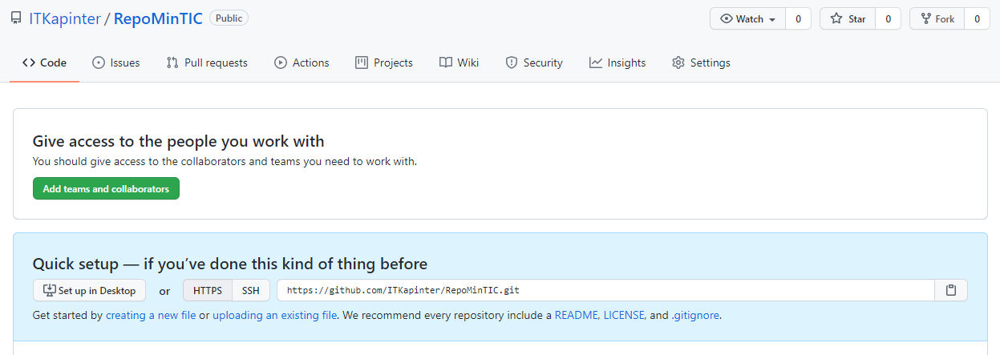 ITKapinter / RepoMinTIC Public Watch 0 Star 0 Fork 0
Code Issues Pull requests Actions Projects Wiki Security Insights Settings
Give access to the people you work with
You should give access to the collaborators and teams you need to work with.
Add teams and collaborators
Quick setup — if you’ve done this kind of thing before
Set up in Desktop or HTTPS SSH https://github.com/ITKapinter/RepoMinTIC.git
Get started by creating a new file or uploading an existing file. We recommend every repository include a README, LICENSE, and .gitignore.